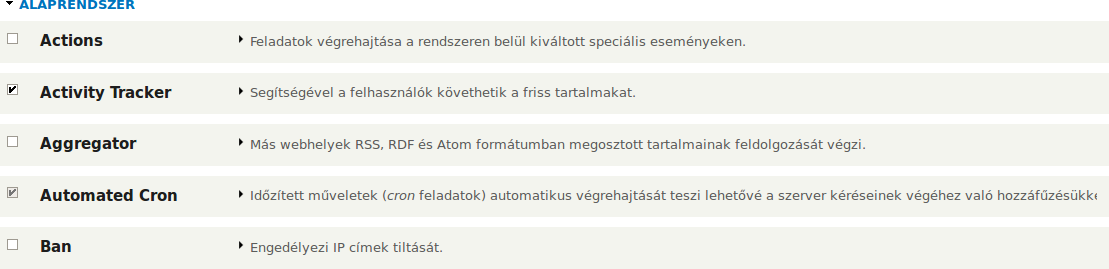 ALAPRENDSZER
Actions Feladatok végrehajtása a rendszeren belül kiváltott speciális eseményeken.
Activity Tracker Segítségével a felhasználók követhetik a friss tartalmakat.
Aggregator Más webhelyek RSS, RDF és Atom formátumban megosztott tartalmainak feldolgozását végzi.
Automated Cron Időzített műveletek (cron feladatok) automatikus végrehajtását teszi lehetővé a szerver kéréseinek végéhez való hozzáfűzésükke
Ban Engedélyezi IP címek tiltását.